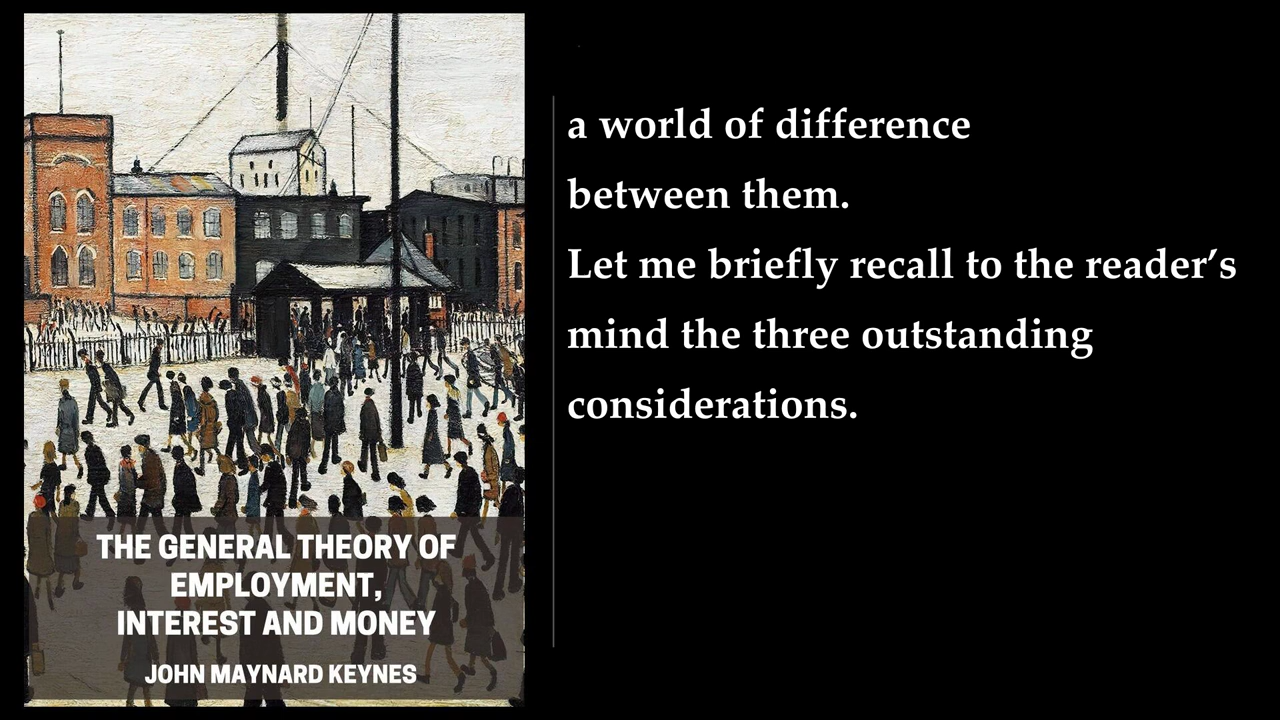 THE GENERAL THEORY OF
EMPLOYMENT,
INTEREST AND MONEY
JOHN MAYNARD KEYNES
a world of difference
between them.
Let me briefly recall to the reader’s
mind the three outstanding
considerations.